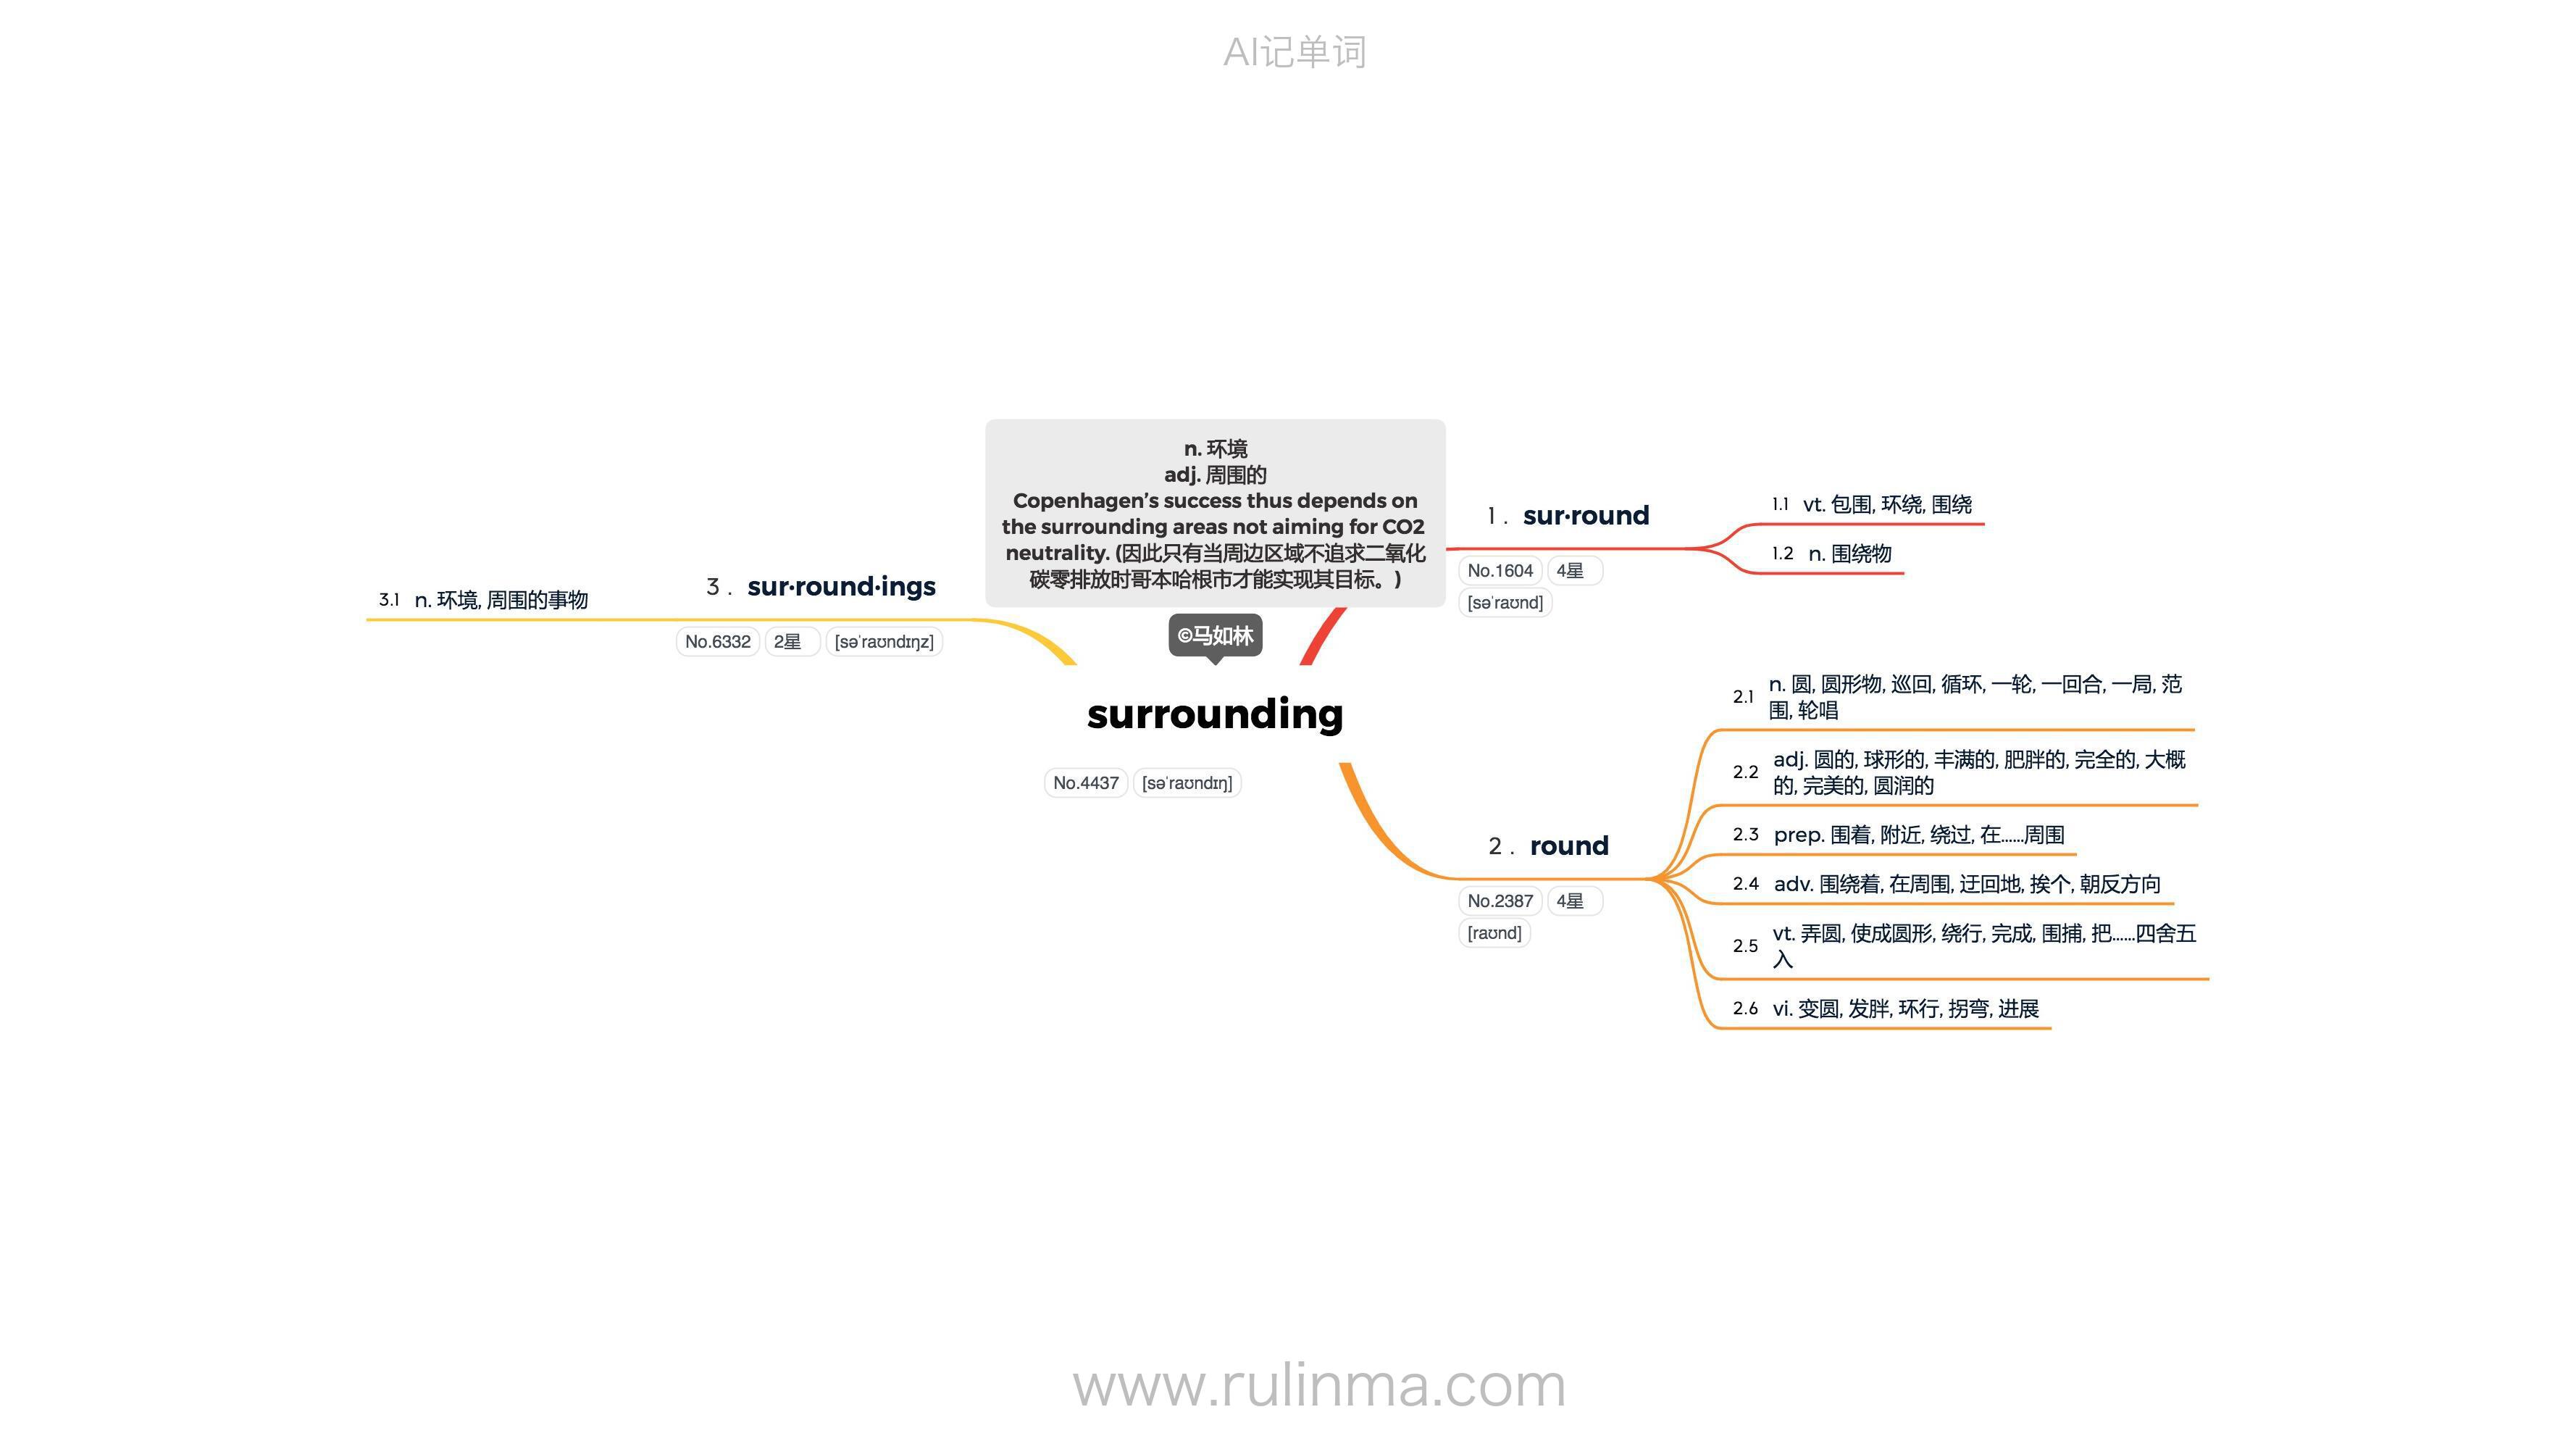 AI记单词
n. 环境
adj. 周围的
Copenhagen’s success thus depends on
the surrounding areas not aiming for CO2
neutrality. (因此只有当周边区域不追求二氧化
碳零排放时哥本哈根市才能实现其目标。)
©马如林
surrounding
No.4437 [səˈraʊndɪŋ]
1. sur·round
No.1604 4星
[səˈraʊnd]
1.1 vt. 包围, 环绕, 围绕
1.2 n. 围绕物
2. round
No.2387 4星
[raʊnd]
2.1 n. 圆, 圆形物, 巡回, 循环, 一轮, 一回合, 一局, 范
围, 轮唱
2.2 adj. 圆的, 球形的, 丰满的, 肥胖的, 完全的, 大概
的, 完美的, 圆润的
2.3 prep. 围着, 附近, 绕过, 在……周围
2.4 adv. 围绕着, 在周围, 迂回地, 挨个, 朝反方向
2.5 vt. 弄圆, 使成圆形, 绕行, 完成, 围捕, 把……四舍五
入
2.6 vi. 变圆, 发胖, 环行, 拐弯, 进展
3. sur·round·ings
No.6332 2星 [səˈraʊndɪŋz]
3.1 n. 环境, 周围的事物
www.rulinma.com